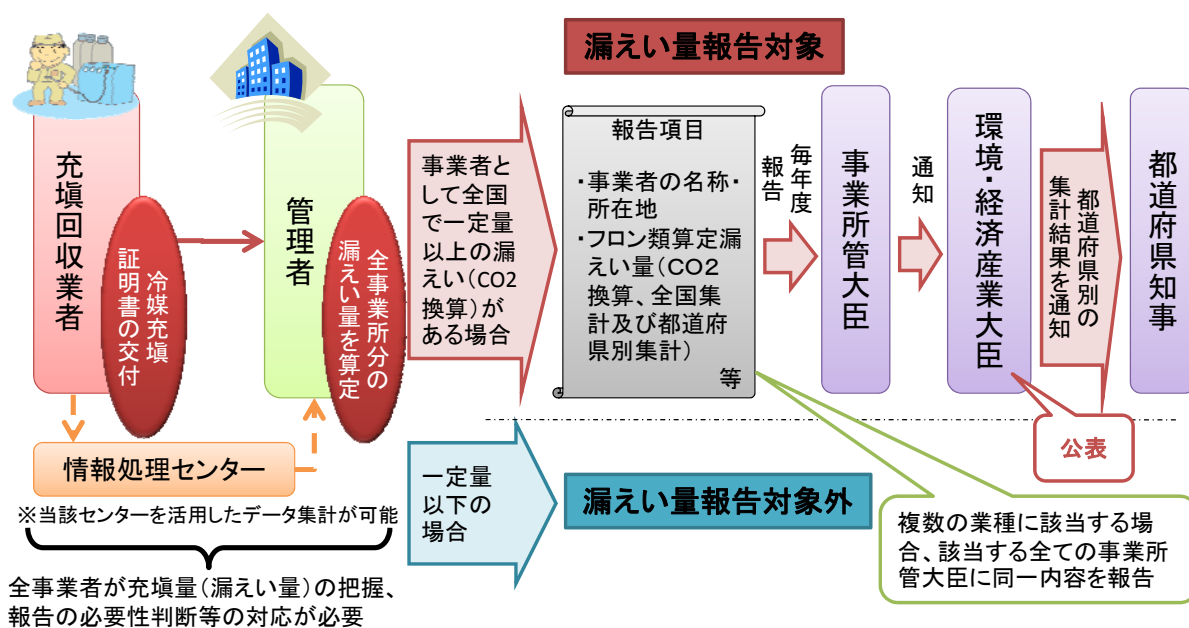 漏えい量報告対象
充塡回収業者
冷媒充塡
証明書の交付
管理者
全事業所分の
漏えい量を算定
事業者と
して全国
で一定量
以上の漏
えい(CO2
換算)が
ある場合
報告項目
・事業者の名称・
所在地
・フロン類算定漏
えい量(CO2
換算、全国集
計及び都道府
県別集計)
等
毎年度
報告
事業所管大臣
通知
環境・経済産業大臣
都道府県別の
集計結果を通知
都道府県知事
公表
情報処理センター
※当該センターを活用したデータ集計が可能
全事業者が充塡量(漏えい量)の把握、
報告の必要性判断等の対応が必要
一定量
以下の
場合
漏えい量報告対象外
複数の業種に該当する場
合、該当する全ての事業所
管大臣に同一内容を報告